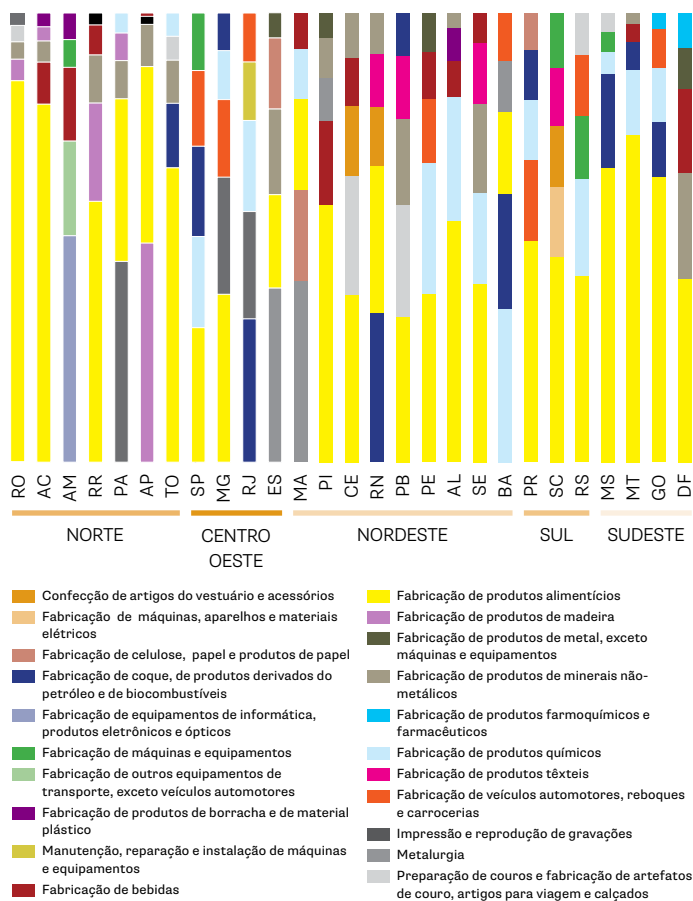 RO AC AM RR PA AP TO SP MG RJ ES MA PI CE RN PB PE AL SE BA PR SC RS MS MT GO DF
NORTE
CENTRO
OESTE
NORDESTE
SUL
SUDESTE
Confecção de artigos do vestuário e acessórios
Fabricação de máquinas, aparelhos e materiais
elétricos
Fabricação de celulose, papel e produtos de papel
Fabricação de coque, de produtos derivados do
petróleo e de biocombustíveis
Fabricação de equipamentos de informática,
produtos eletrônicos e ópticos
Fabricação de máquinas e equipamentos
Fabricação de outros equipamentos de
transporte, exceto veículos automotores
Fabricação de produtos de borracha e de material
plástico
Manutenção, reparação e instalação de máquinas
e equipamentos
Fabricação de bebidas
Fabricação de produtos alimentícios
Fabricação de produtos de madeira
Fabricação de produtos de metal, exceto
máquinas e equipamentos
Fabricação de produtos de minerais não-
metálicos
Fabricação de produtos farmoquímicos e
farmacêuticos
Fabricação de produtos químicos
Fabricação de produtos têxteis
Fabricação de veículos automotores, reboques
e carrocerias
Impressão e reprodução de gravações
Metalurgia
Preparação de couros e fabricação de artefatos
de couro, artigos para viagem e calçados